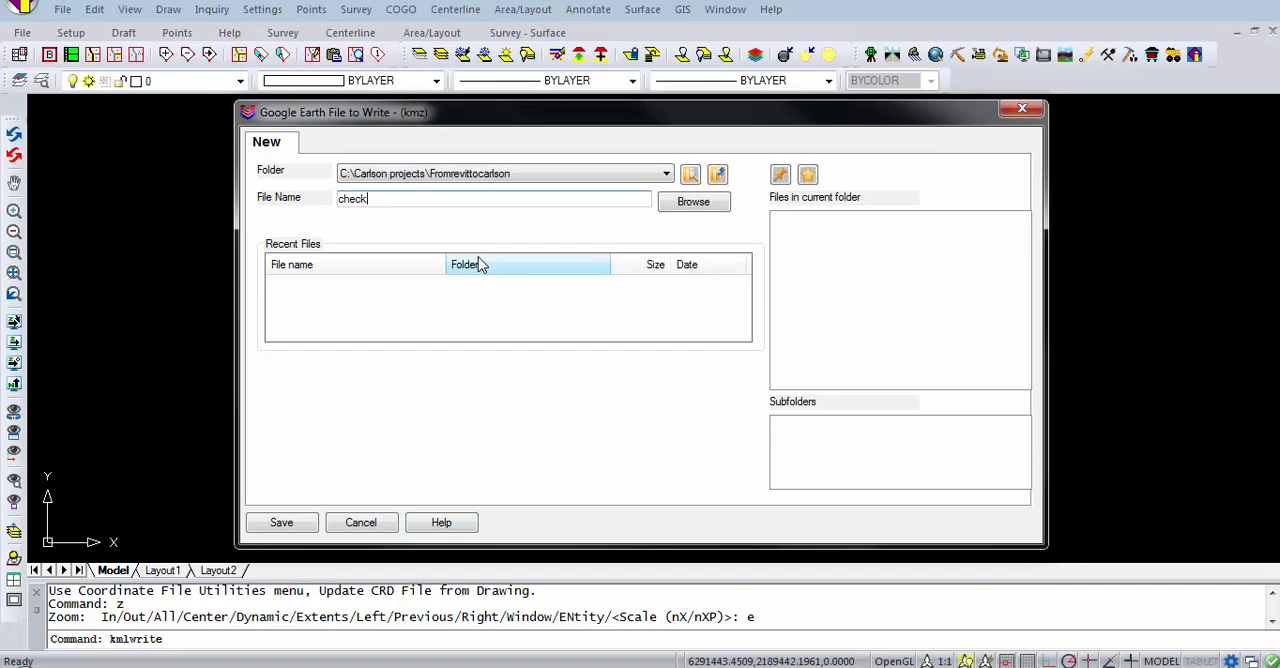 File Edit View Draw Inquiry Settings Points Survey COGO Centerline Area/Layout Annotate Surface GIS Window Help
File Setup Draft Points Help Survey Centerline Area/Layout Survey - Surface
0 BYLAYER BYLAYER BYLAYER BYCOLOR
Google Earth File to Write - (kmz)
New
Folder C:\Carlson projects\Fromrevittocarlson
File Name check Browse
Files in current folder
Recent Files
File name Folder Size Date
Subfolders
Save Cancel Help
Y
X
Model Layout1 Layout2
Use Coordinate File Utilities menu, Update CRD File from Drawing.
Command: z
Zoom: In/Out/All/Center/Dynamic/Extents/Left/Previous/Right/Window/ENtity/<Scale (nX/nXP)>: e
Command: kmlwrite
Ready 6291443.4509,2189442.1961,0.0000 OpenGL 1:1 MODEL TABLET